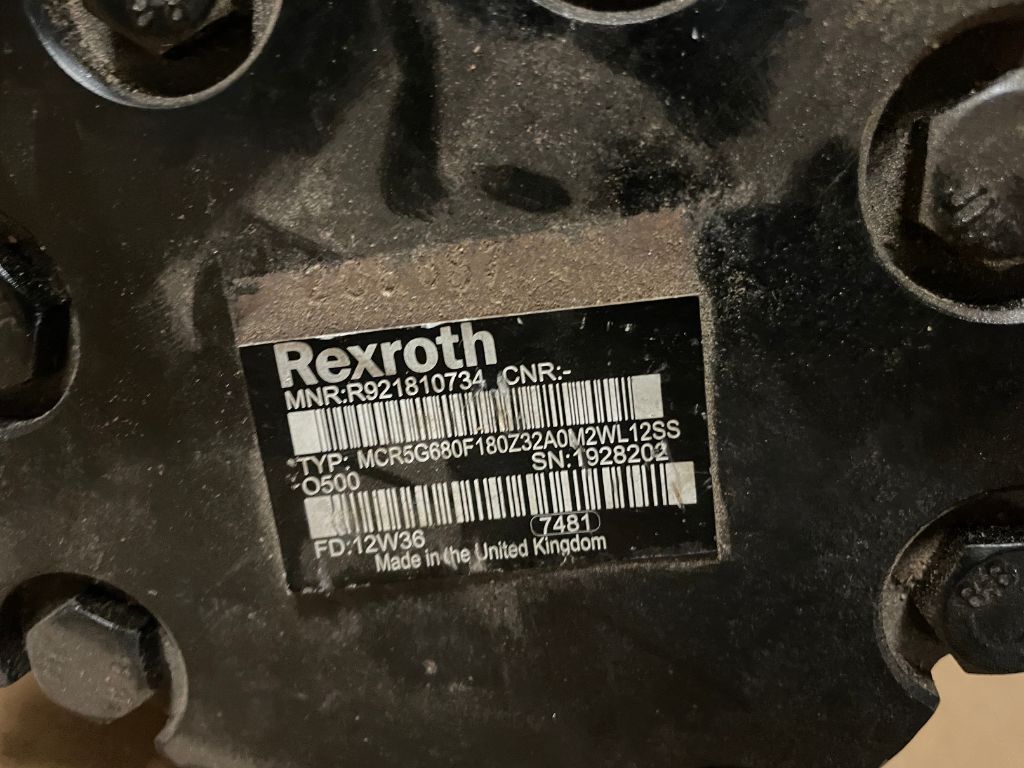 Rexroth
MNR:R921810734 CNR:-
TYP: MCR5G680F180Z32A0M2WL12SS
O500 SN:1928202
7481
FD:12W36
Made in the United Kingdom